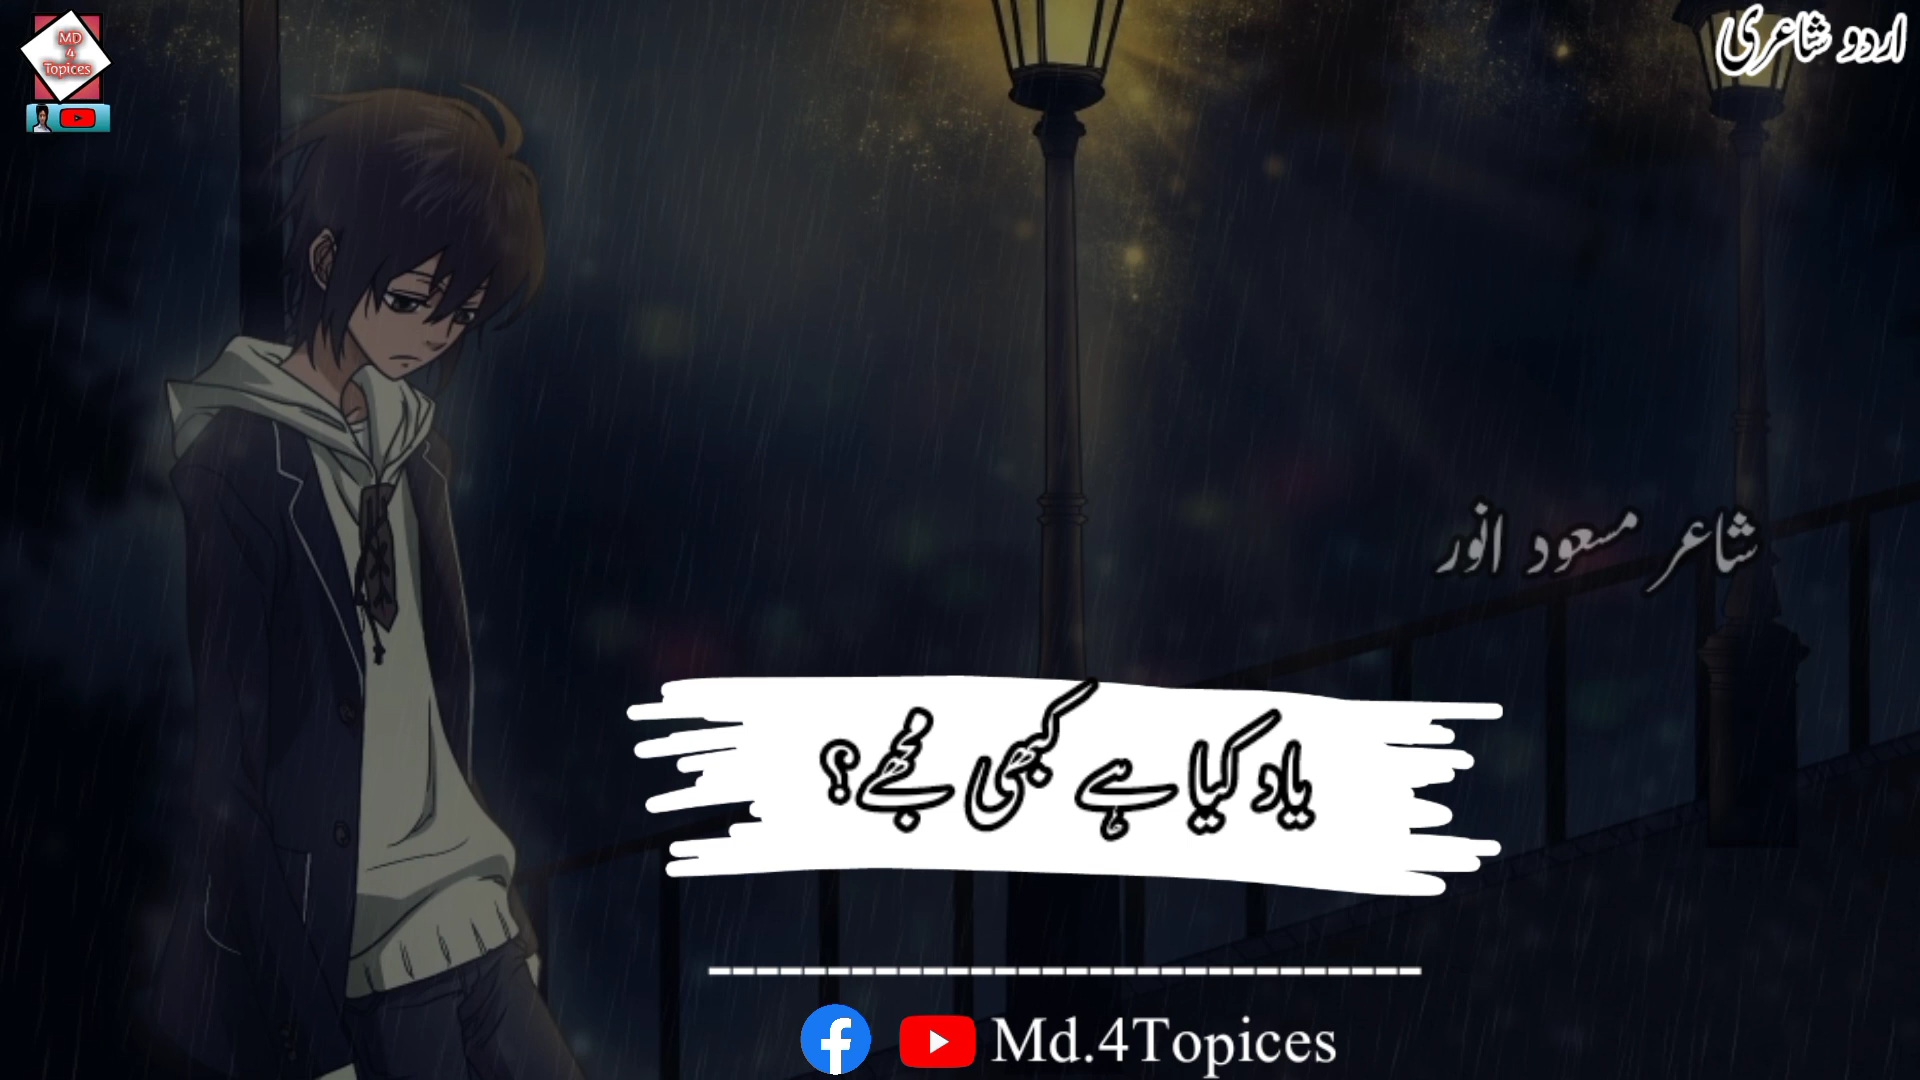 MD
4
Topices
اردو شاعری
شاعر مسعود انور
یاد کیا ہے کبھی مجھے؟
Md.4Topices